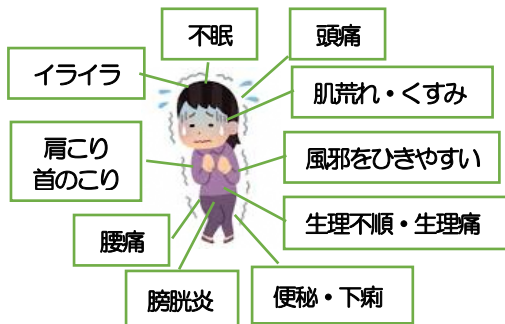 不眠
頭痛
イライラ
肌荒れ・くすみ
肩こり
首のこり
風邪をひきやすい
生理不順・生理痛
腰痛
膀胱炎
便秘・下痢